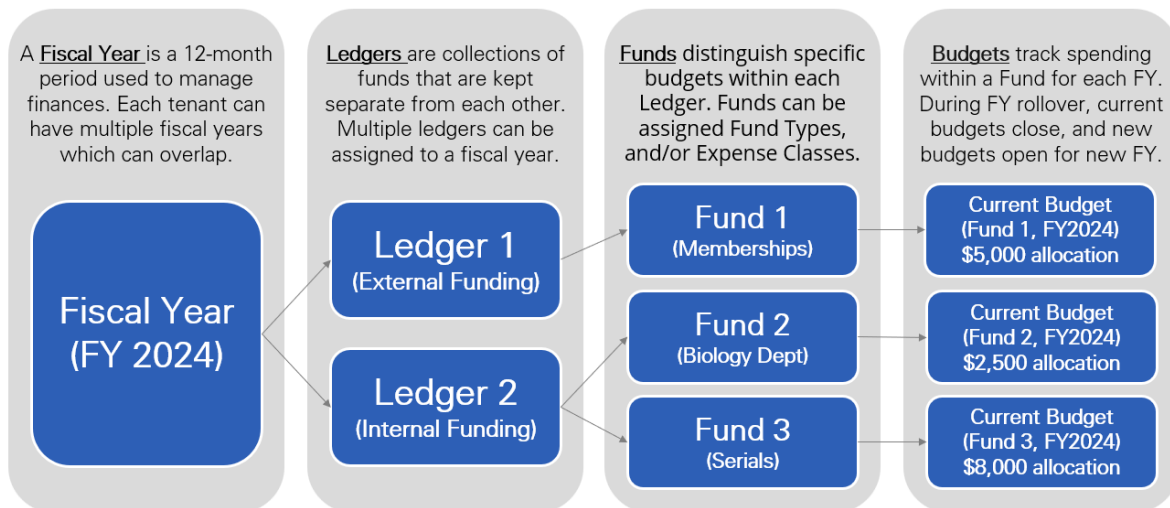 A Fiscal Year is a 12-month
period used to manage
finances. Each tenant can
have multiple fiscal years
which can overlap.
Fiscal Year
(FY 2024)
Ledgers are collections of
funds that are kept
separate from each other.
Multiple ledgers can be
assigned to a fiscal year.
Ledger 1
(External Funding)
Ledger 2
(Internal Funding)
Funds distinguish specific
budgets within each
Ledger. Funds can be
assigned Fund Types,
and/or Expense Classes.
Fund 1
(Memberships)
Fund 2
(Biology Dept)
Fund 3
(Serials)
Budgets track spending
within a Fund for each FY.
During FY rollover, current
budgets close, and new
budgets open for new FY.
Current Budget
(Fund 1, FY2024)
$5,000 allocation
Current Budget
(Fund 2, FY2024)
$2,500 allocation
Current Budget
(Fund 3, FY2024)
$8,000 allocation